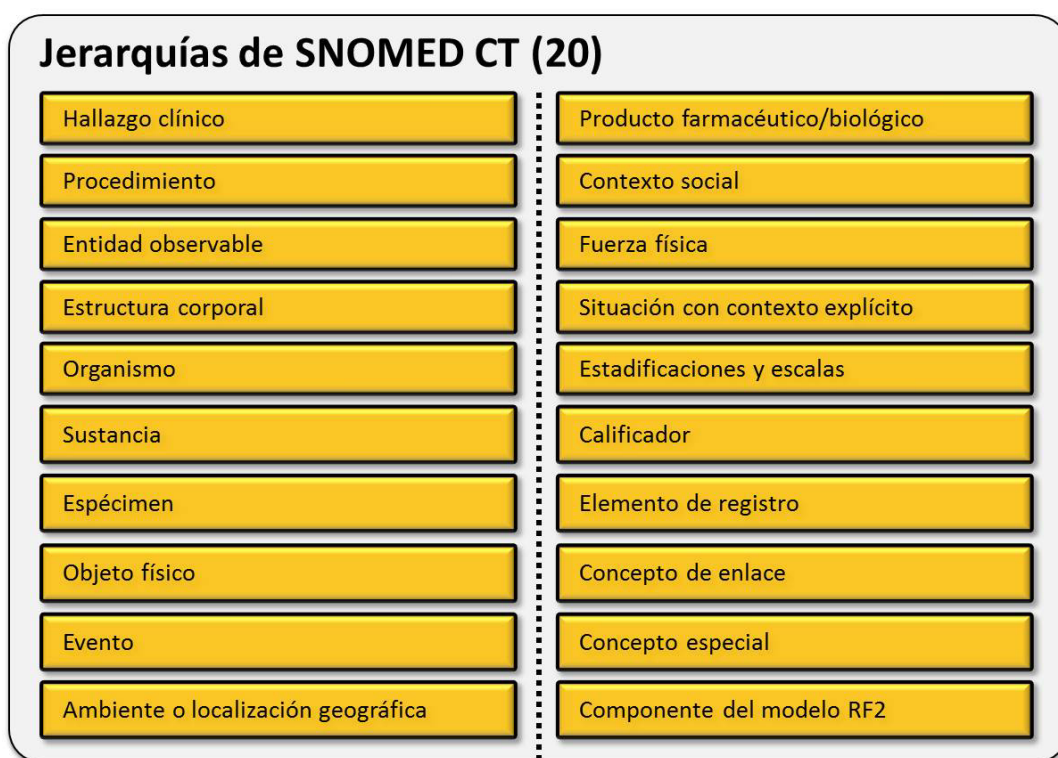 Jerarquías de SNOMED CT (20)
Hallazgo clínico
Procedimiento
Entidad observable
Estructura corporal
Organismo
Sustancia
Espécimen
Objeto físico
Evento
Ambiente o localización geográfica
Producto farmacéutico/biológico
Contexto social
Fuerza física
Situación con contexto explícito
Estadificaciones y escalas
Calificador
Elemento de registro
Concepto de enlace
Concepto especial
Componente del modelo RF2